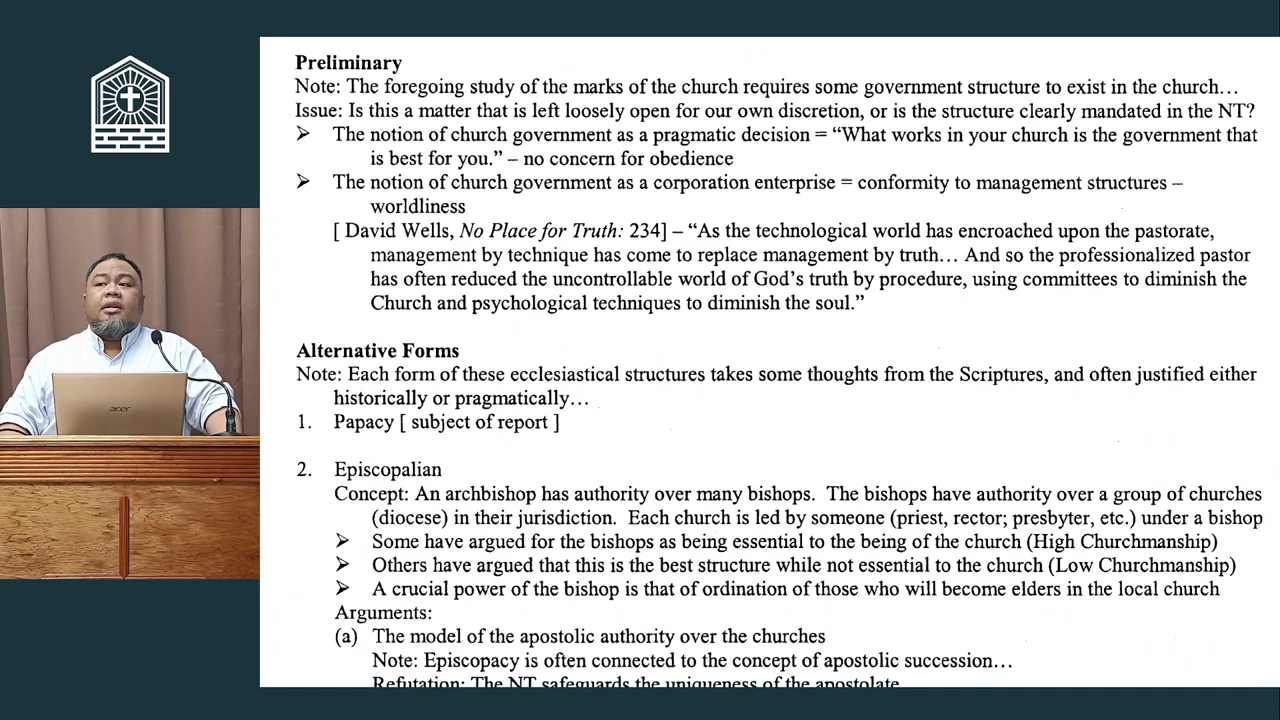 Preliminary
Note: The foregoing study of the marks of the church requires some government structure to exist in the church…
Issue: Is this a matter that is left loosely open for our own discretion, or is the structure clearly mandated in the NT?
➢ The notion of church government as a pragmatic decision = “What works in your church is the government that
is best for you.” – no concern for obedience
➢ The notion of church government as a corporation enterprise = conformity to management structures –
worldliness
[ David Wells, No Place for Truth: 234] – “As the technological world has encroached upon the pastorate,
management by technique has come to replace management by truth… And so the professionalized pastor
has often reduced the uncontrollable world of God’s truth by procedure, using committees to diminish the
Church and psychological techniques to diminish the soul.”
Alternative Forms
Note: Each form of these ecclesiastical structures takes some thoughts from the Scriptures, and often justified either
historically or pragmatically…
1. Papacy [ subject of report ]
2. Episcopalian
Concept: An archbishop has authority over many bishops. The bishops have authority over a group of churches
(diocese) in their jurisdiction. Each church is led by someone (priest, rector; presbyter, etc.) under a bishop
➢ Some have argued for the bishops as being essential to the being of the church (High Churchmanship)
➢ Others have argued that this is the best structure while not essential to the church (Low Churchmanship)
➢ A crucial power of the bishop is that of ordination of those who will become elders in the local church
Arguments:
(a) The model of the apostolic authority over the churches
Note: Episcopacy is often connected to the concept of apostolic succession…
Refutation: The NT safeguards the uniqueness of the apostolate
acer